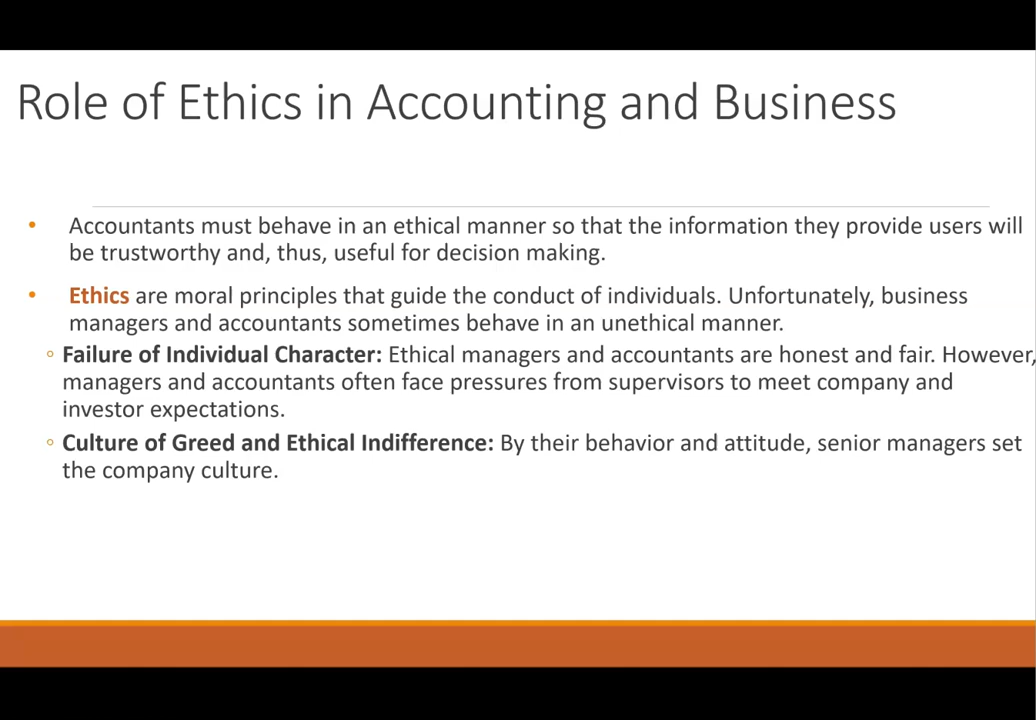 Role of Ethics in Accounting and Business
• Accountants must behave in an ethical manner so that the information they provide users will
be trustworthy and, thus, useful for decision making.
• Ethics are moral principles that guide the conduct of individuals. Unfortunately, business
managers and accountants sometimes behave in an unethical manner.
◦ Failure of Individual Character: Ethical managers and accountants are honest and fair. However,
managers and accountants often face pressures from supervisors to meet company and
investor expectations.
◦ Culture of Greed and Ethical Indifference: By their behavior and attitude, senior managers set
the company culture.